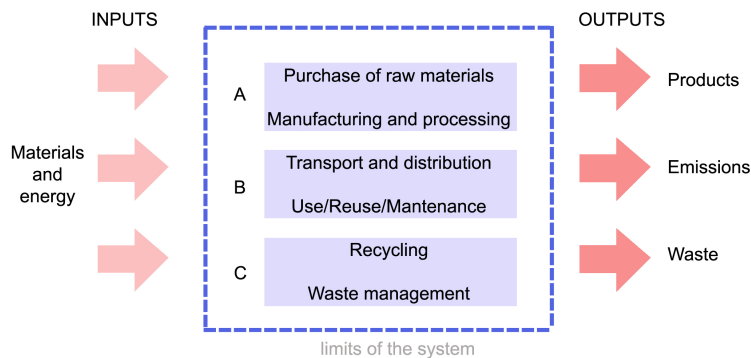 INPUTS
OUTPUTS
Materials
and
energy
A
Purchase of raw materials
Manufacturing and processing
B
Transport and distribution
Use/Reuse/Mantenance
C
Recycling
Waste management
Products
Emissions
Waste
limits of the system